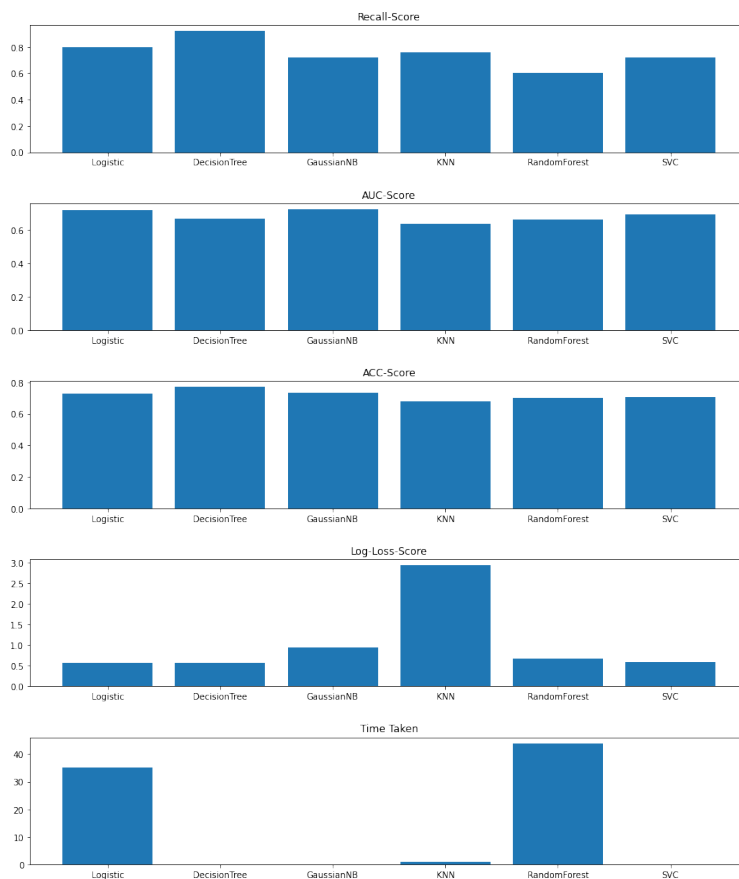 Recall-Score
0.8
0.6
0.4
0.2
0.0
Logistic DecisionTree GaussianNB KNN RandomForest SVC
AUC-Score
0.6
0.4
0.2
0.0
Logistic DecisionTree GaussianNB KNN RandomForest SVC
ACC-Score
0.8
0.6
0.4
0.2
0.0
Logistic DecisionTree GaussianNB KNN RandomForest SVC
Log-Loss-Score
3.0
2.5
2.0
1.5
1.0
0.5
0.0
Logistic DecisionTree GaussianNB KNN RandomForest SVC
Time Taken
40
30
20
10
0
Logistic DecisionTree GaussianNB KNN RandomForest SVC